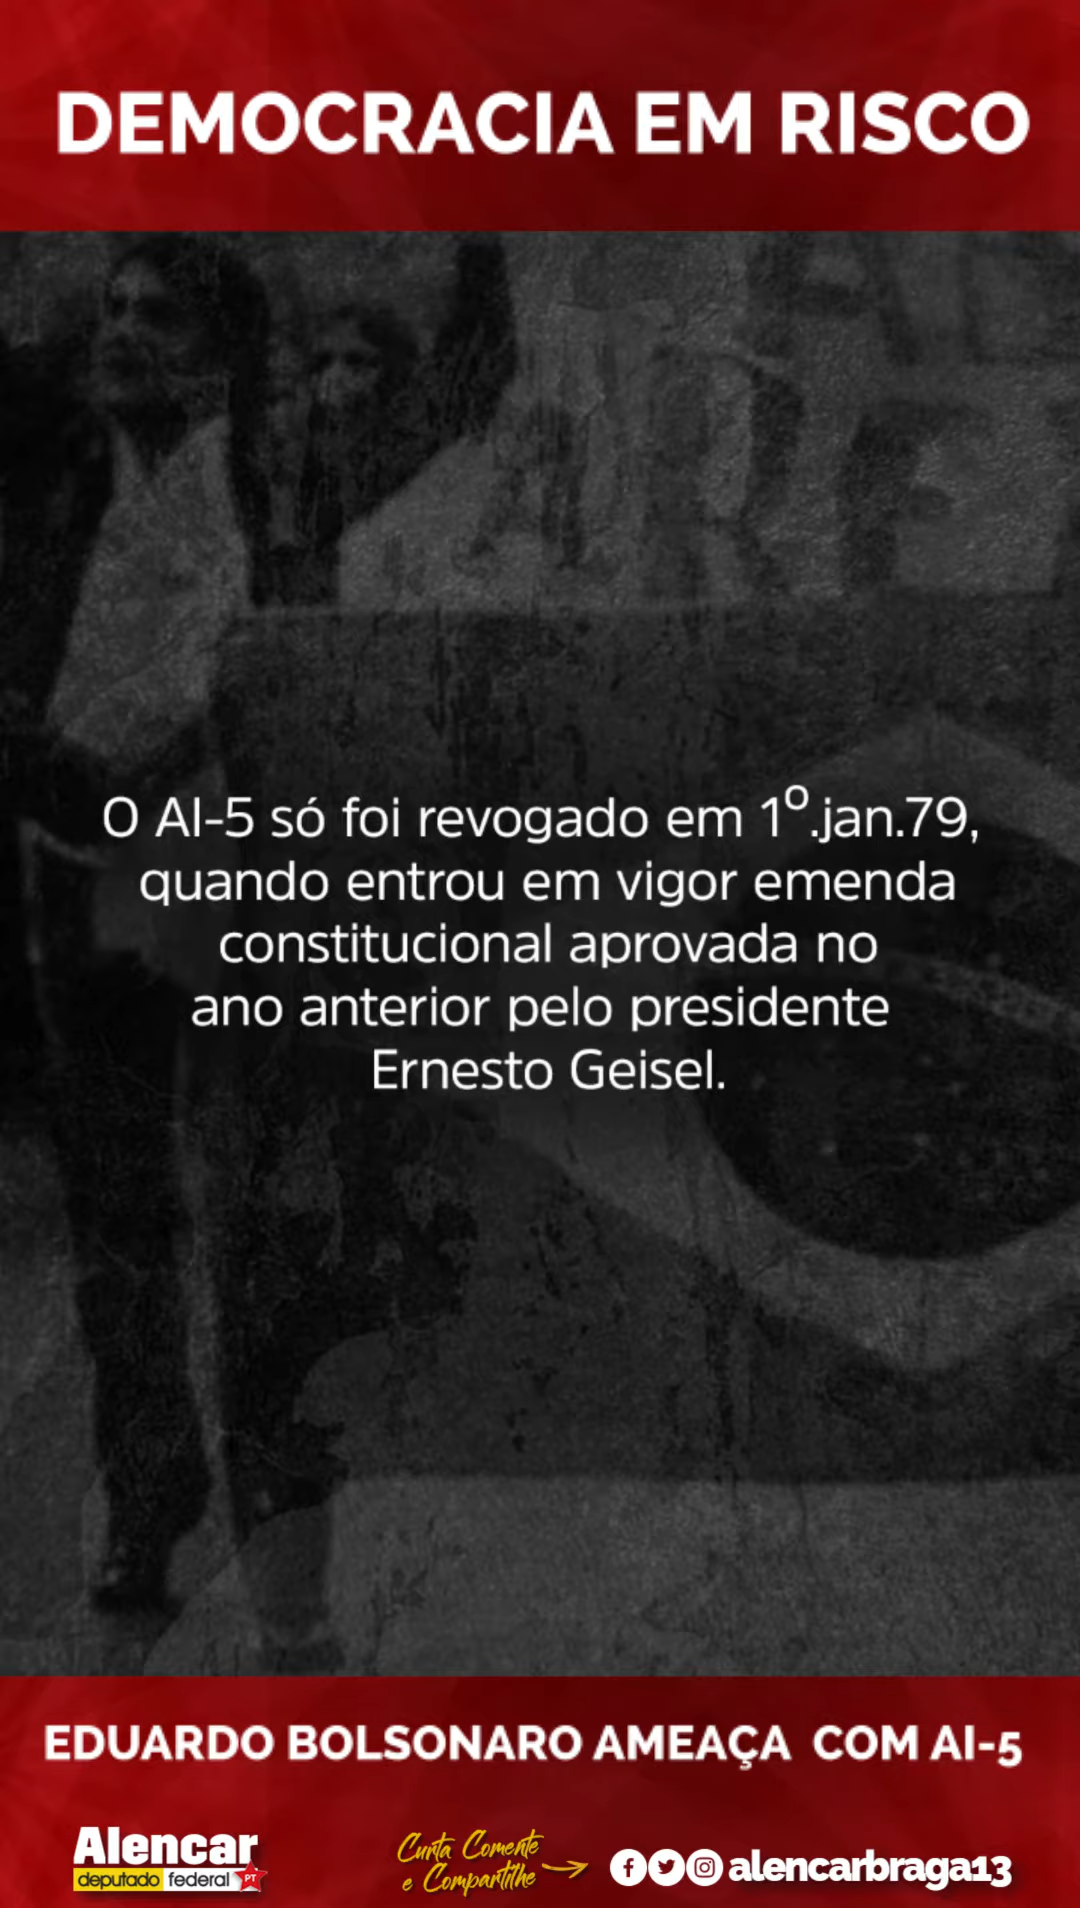 DEMOCRACIA EM RISCO
O AI-5 só foi revogado em 1º.jan.79,
quando entrou em vigor emenda
constitucional aprovada no
ano anterior pelo presidente
Ernesto Geisel.
EDUARDO BOLSONARO AMEAÇA COM AI-5
Alencar
deputado federal PT
Curta Comente
e Compartilhe
alencarbraga13